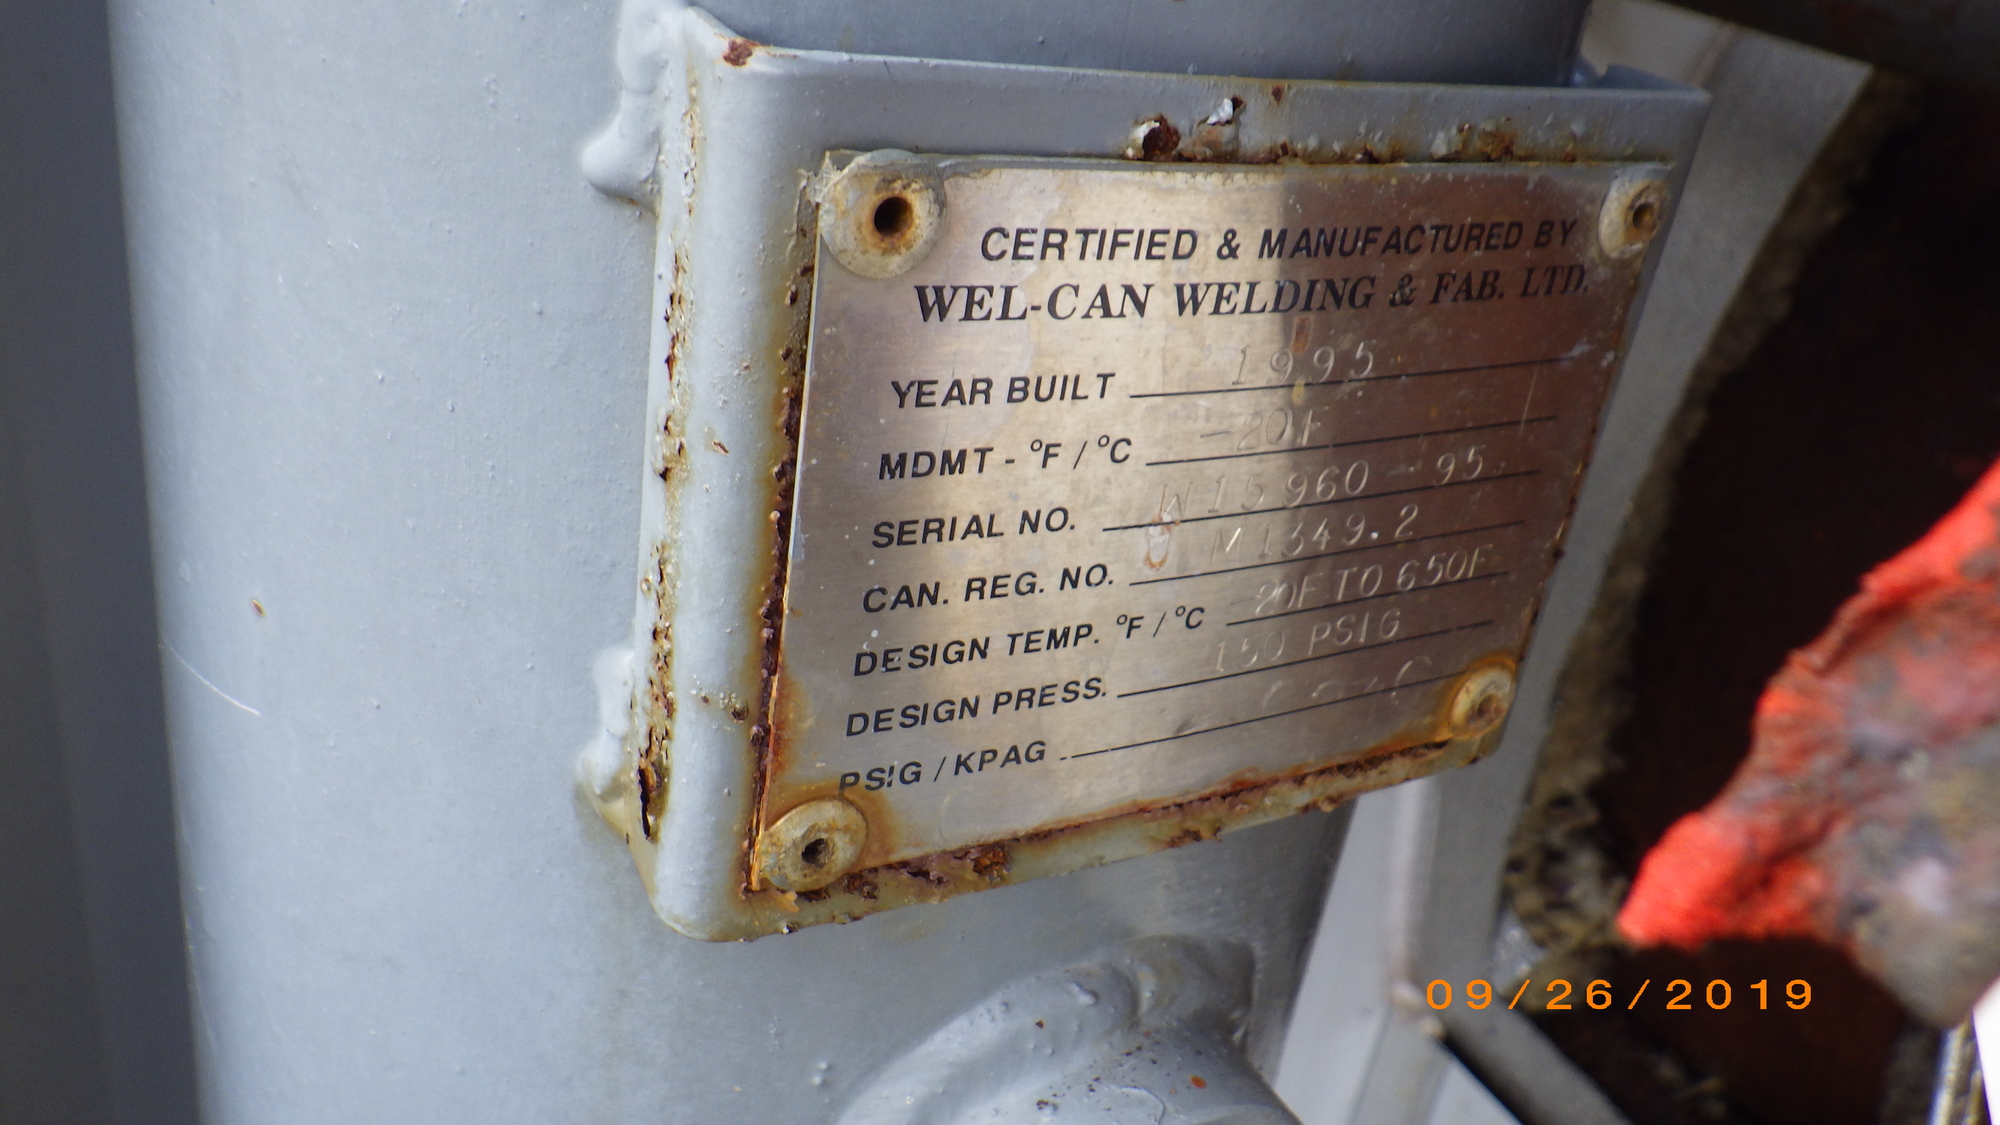 CERTIFIED & MANUFACTURED BY
WEL-CAN WELDING & FAB. LTD.
YEAR BUILT 1995
MDMT - °F / °C -20F
SERIAL NO. W15960-95
CAN. REG. NO. M1349.2
DESIGN TEMP. °F / °C -20F TO 650F
DESIGN PRESS. 150 PSIG
PSIG / KPAG
09/26/2019